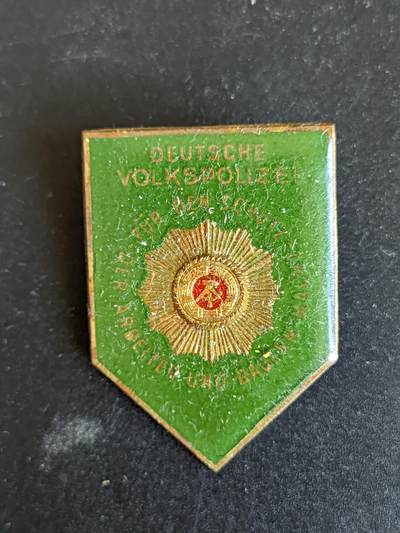 DEUTSCHE
VOLKSPOLIZEI
FÜR DEN SCHUTZ
DER ARBEITER UND BAUERN MACHT